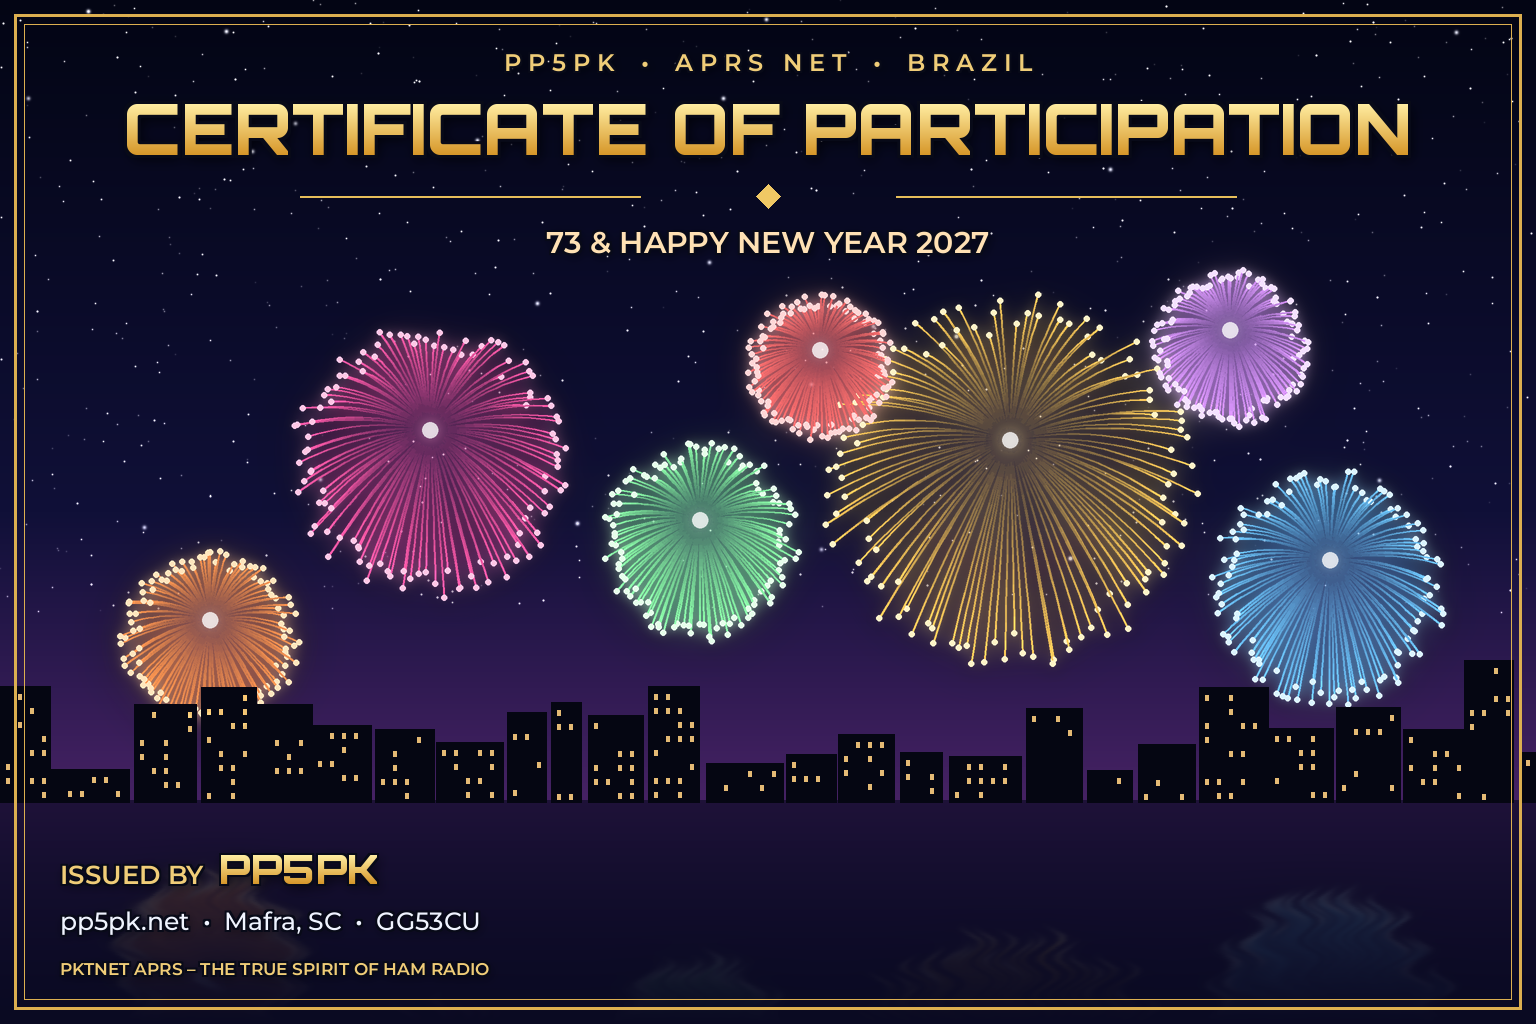 PP5PK • APRS NET • BRAZIL
CERTIFICATE OF PARTICIPATION
73 & HAPPY NEW YEAR 2027
ISSUED BY PP5PK
pp5pk.net • Mafra, SC • GG53CU
PKTNET APRS – THE TRUE SPIRIT OF HAM RADIO